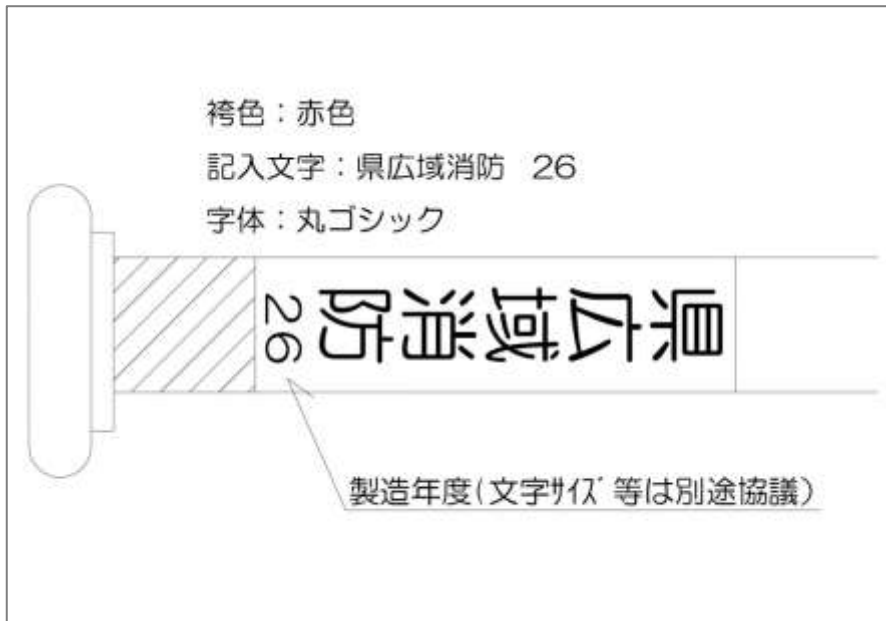 袴色：赤色
記入文字：県広域消防　26
字体：丸ゴシック
県広域消防
26
製造年度(文字ｻｲｽﾞ等は別途協議)